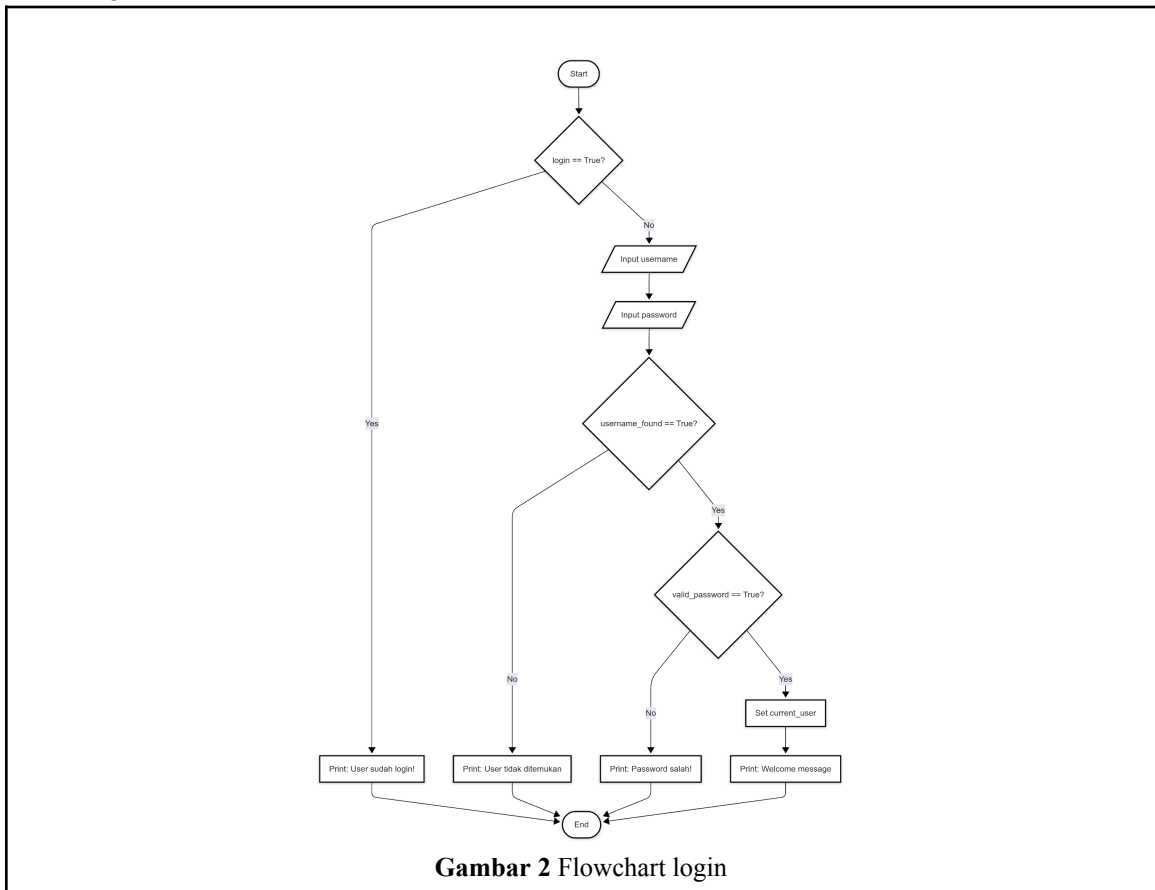 Start
login == True?
No
Input username
Input password
Yes
username_found == True?
Yes
valid_password == True?
No
Yes
No
Set current_user
Print: User sudah login!
Print: User tidak ditemukan
Print: Password salah!
Print: Welcome message
End
Gambar 2 Flowchart login